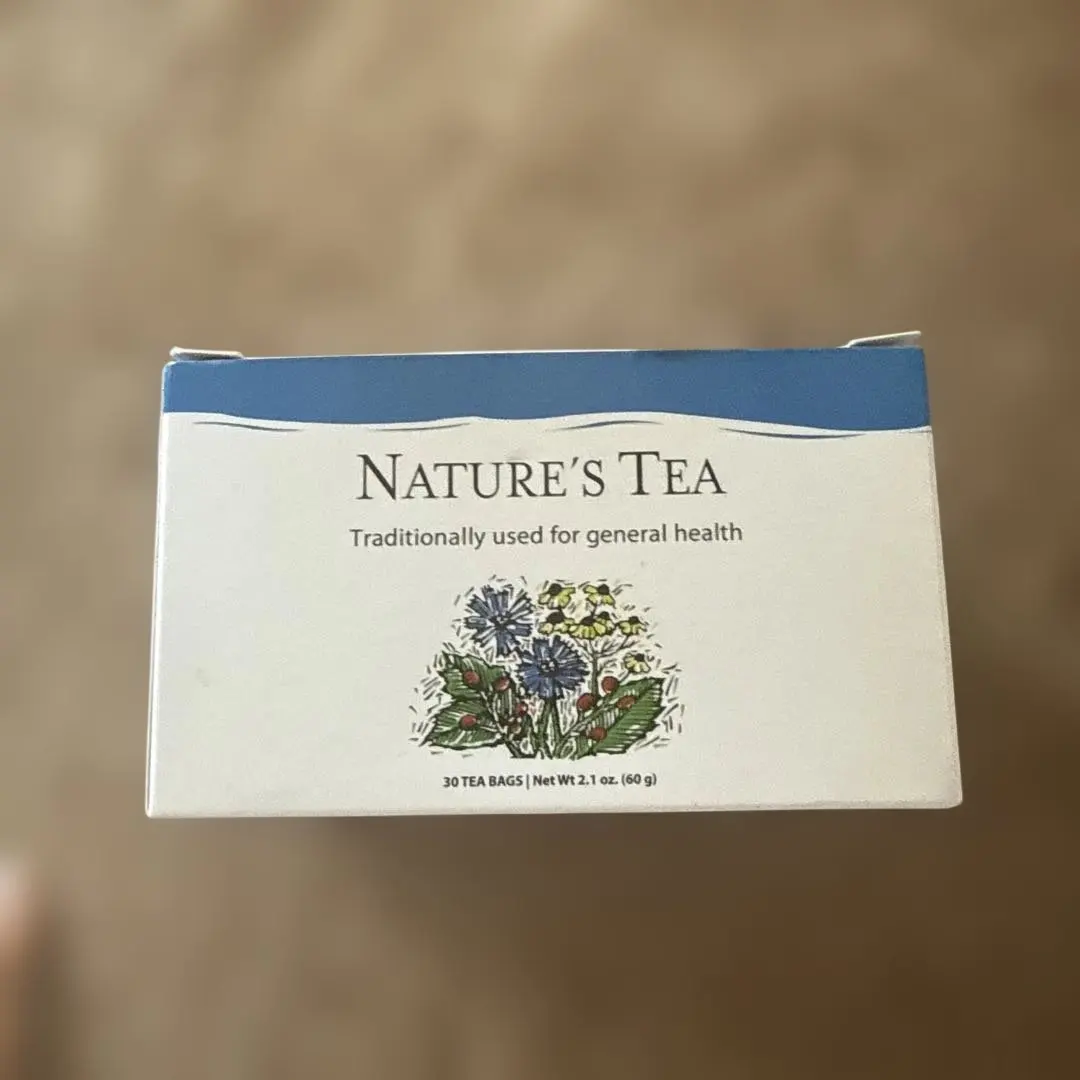 NATURE'S TEA
Traditionally used for general health
30 TEA BAGS | Net Wt 2.1 oz. (60 g)